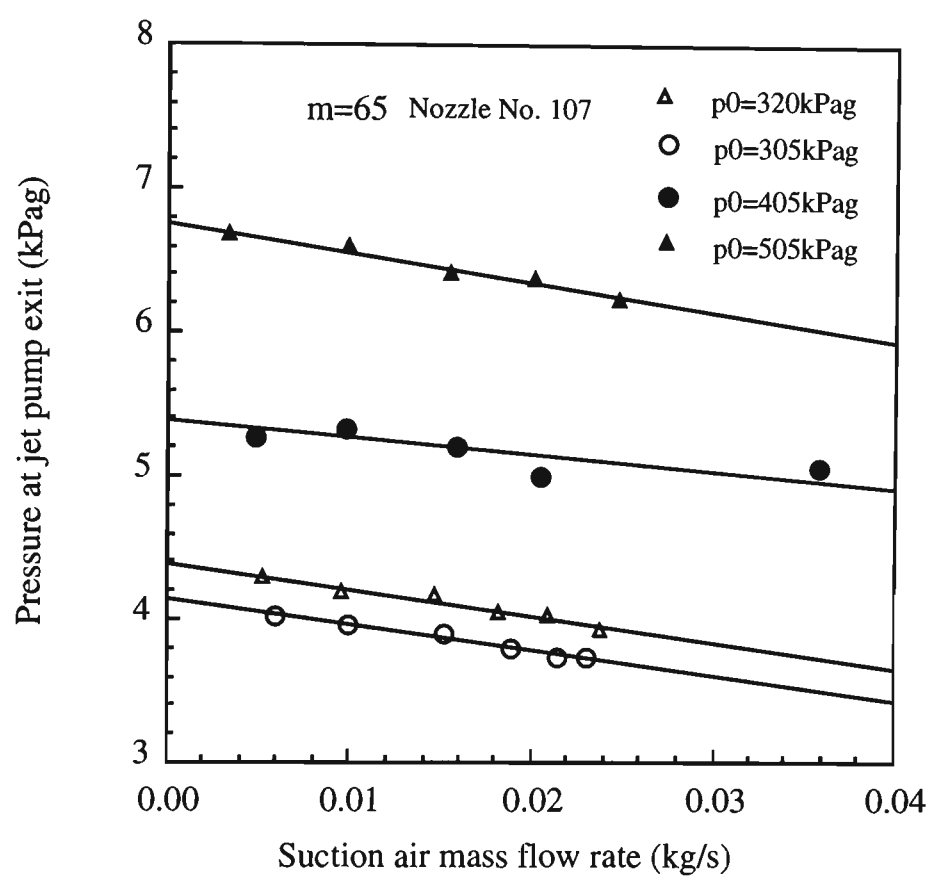 8
7
6
5
4
3
Pressure at jet pump exit (kPag)
m=65 Nozzle No. 107
p0=320kPag
p0=305kPag
p0=405kPag
p0=505kPag
0.00 0.01 0.02 0.03 0.04
Suction air mass flow rate (kg/s)